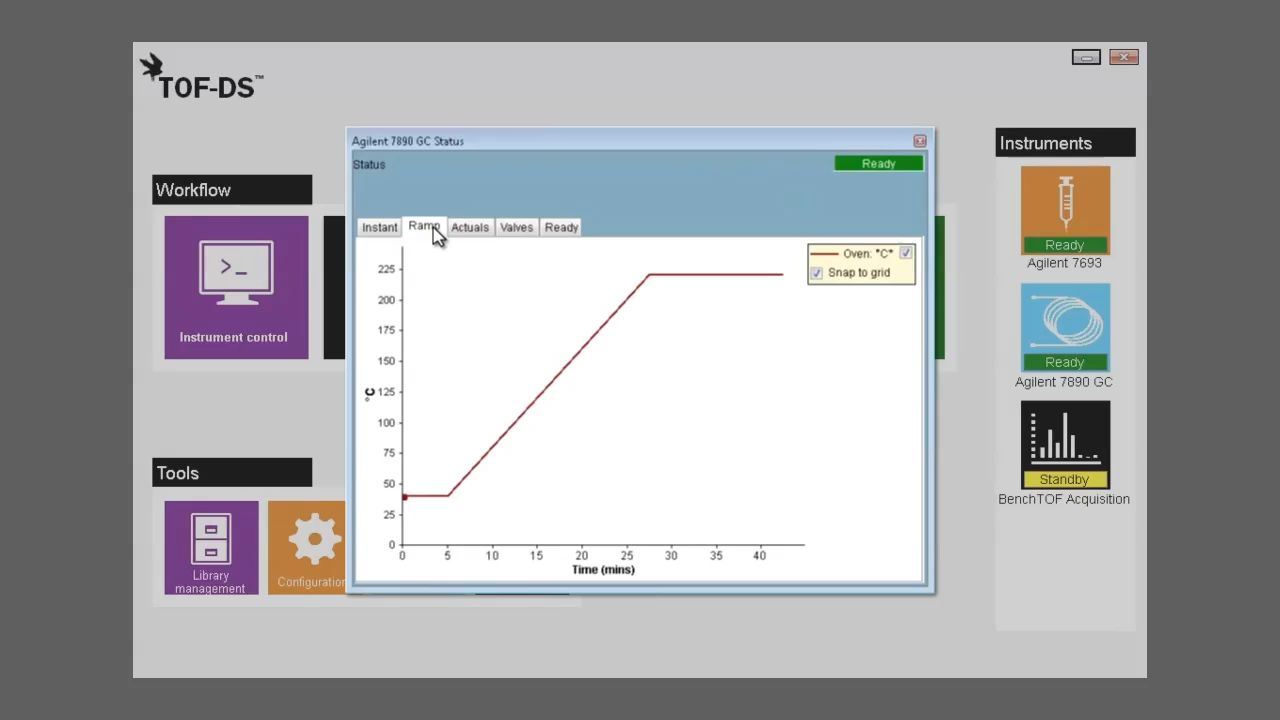 TOF-DS™
Agilent 7890 GC Status
Status
Ready
Instant
Ramp
Actuals
Valves
Ready
Oven: "C"
Snap to grid
225
200
175
150
125
100
75
50
25
0
°C
0 5 10 15 20 25 30 35 40
Time (mins)
Workflow
>_
Instrument control
Tools
Library
management
Configuration
Instruments
Ready
Agilent 7693
Ready
Agilent 7890 GC
Standby
BenchTOF Acquisition